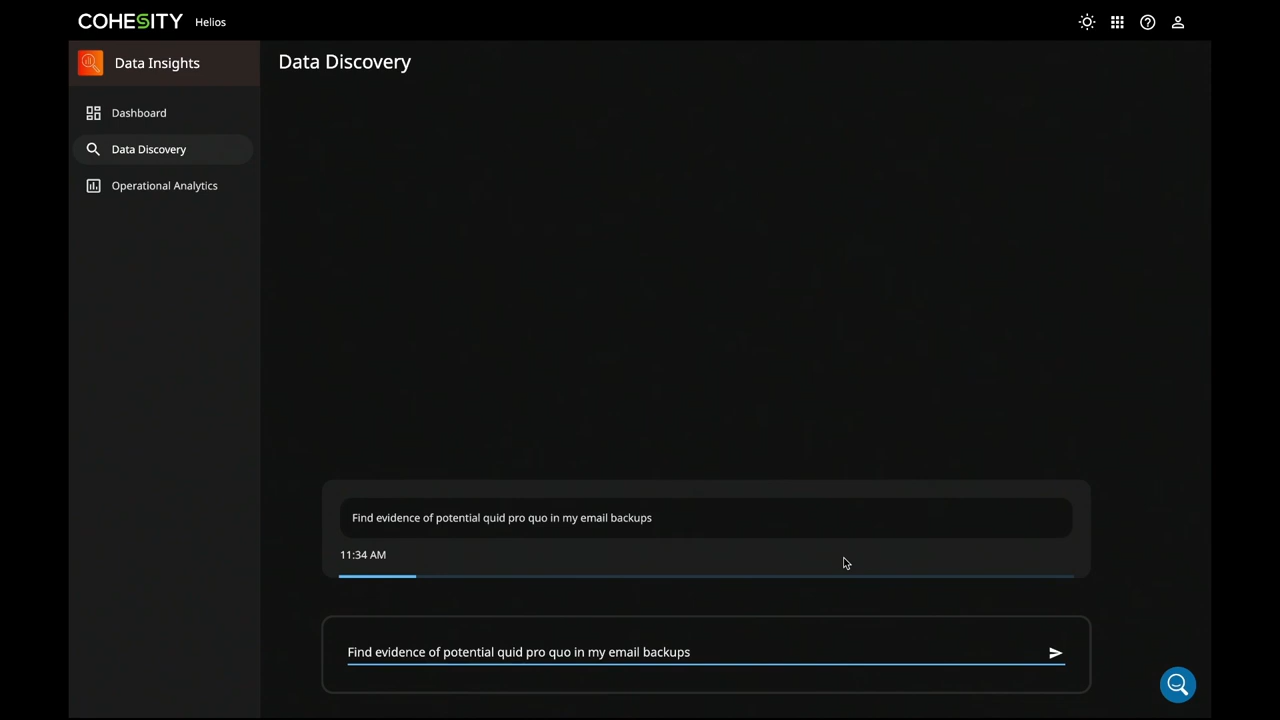 COHESITY Helios
Data Insights
Data Discovery
Dashboard
Data Discovery
Operational Analytics
Find evidence of potential quid pro quo in my email backups
11:34 AM
Find evidence of potential quid pro quo in my email backups